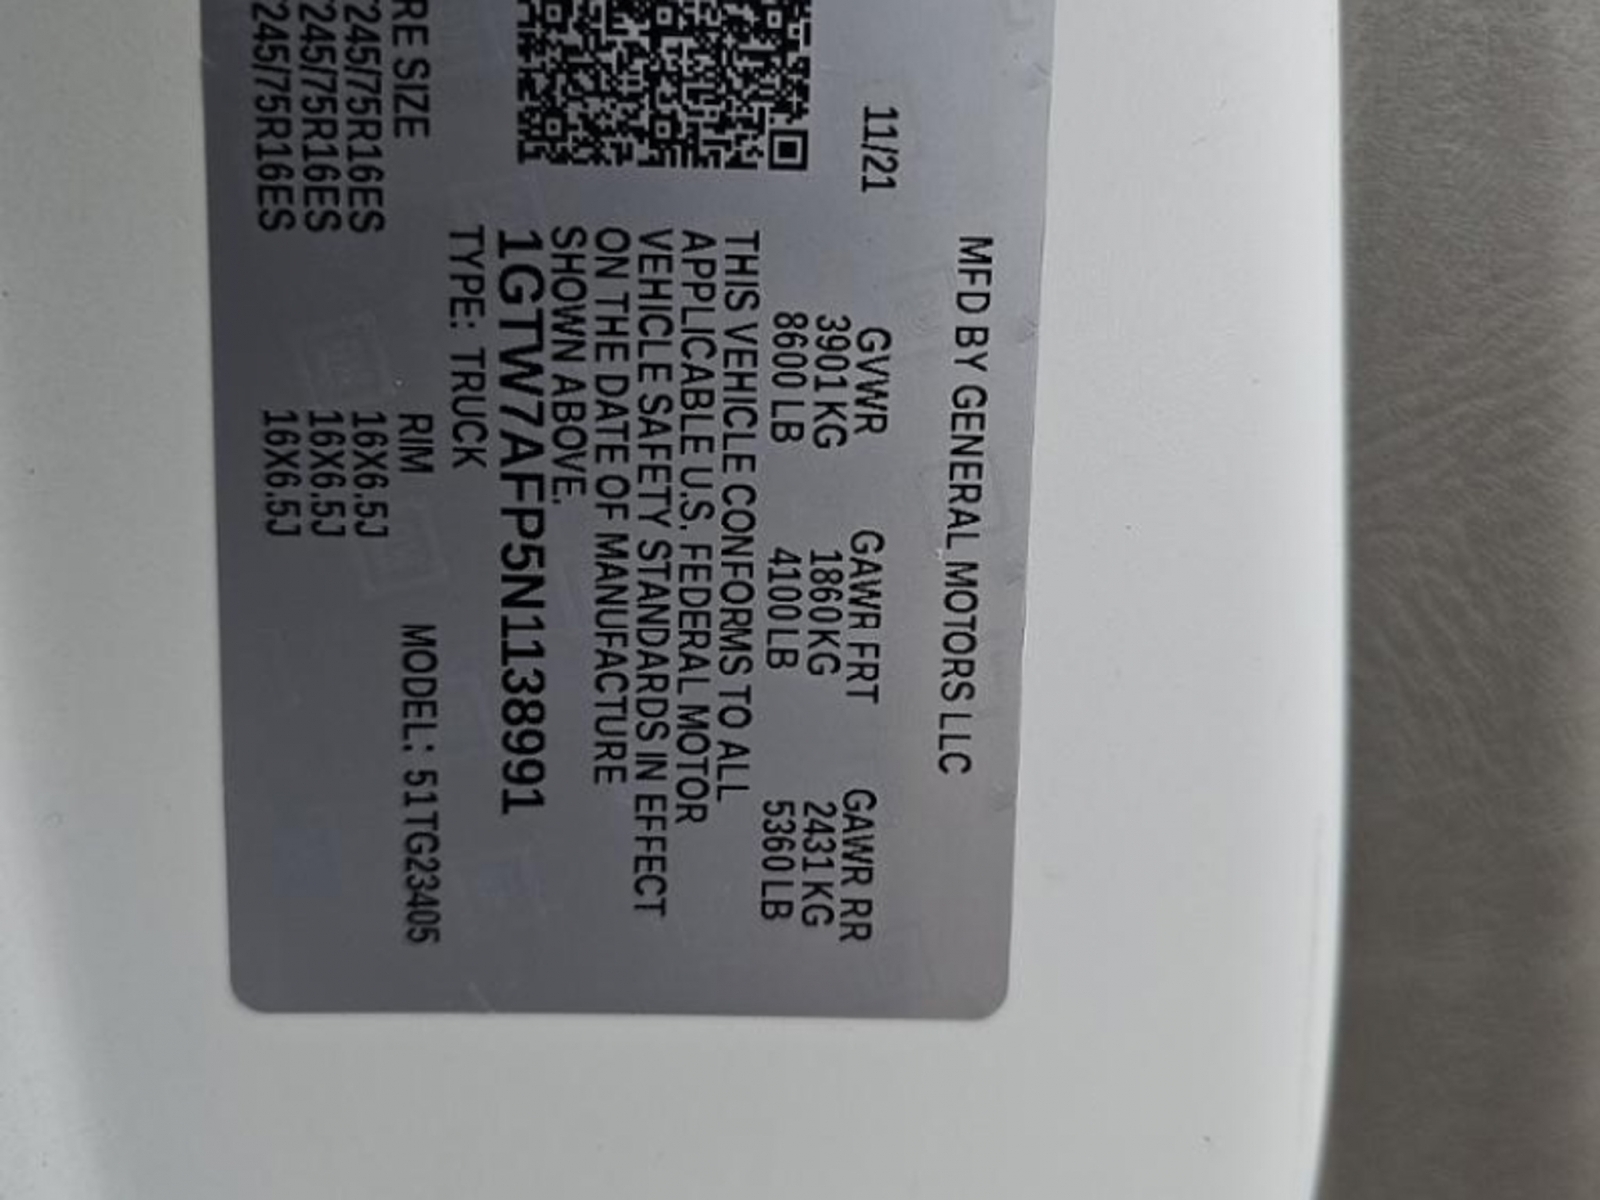 MFD BY GENERAL MOTORS LLC
11/21 GVWR GAWR FRT GAWR RR
3901 KG 1860 KG 2431 KG
8600 LB 4100 LB 5360 LB
THIS VEHICLE CONFORMS TO ALL
APPLICABLE U.S. FEDERAL MOTOR
VEHICLE SAFETY STANDARDS IN EFFECT
ON THE DATE OF MANUFACTURE
SHOWN ABOVE.
1GTW7AFP5N1138991
TYPE: TRUCK
RE SIZE RIM MODEL: 51TG23405
245/75R16ES 16X6.5J
245/75R16ES 16X6.5J
245/75R16ES 16X6.5J